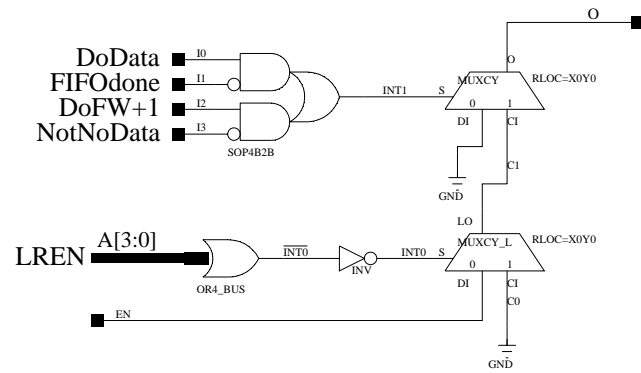 O
DoData I0
O
FIFOdone I1
MUXCY RLOC=X0Y0
INT1 S
DoFW+1 I2
0 1
NotNoData I3
DI CI
SOP4B2B
C1
GND
LO
A[3:0]
MUXCY_L RLOC=X0Y0
LREN INT0 INT0 S
INV 0 1
OR4_BUS DI CI
C0
EN
GND